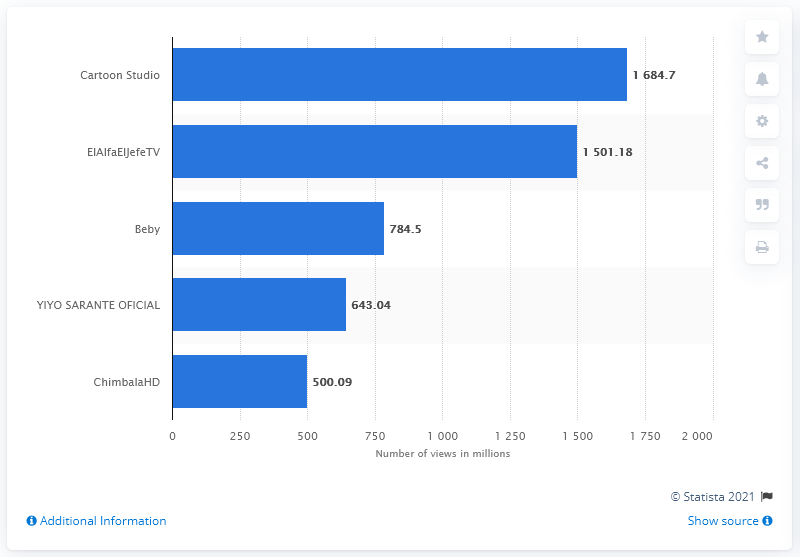 Cartoon Studio
1 684.7
ElAlfaElJefeTV
1 501.18
Beby
784.5
YIYO SARANTE OFICIAL
643.04
ChimbalaHD
500.09
0 250 500 750 1 000 1 250 1 500 1 750 2 000
Number of views in millions
© Statista 2021
Additional Information
Show source